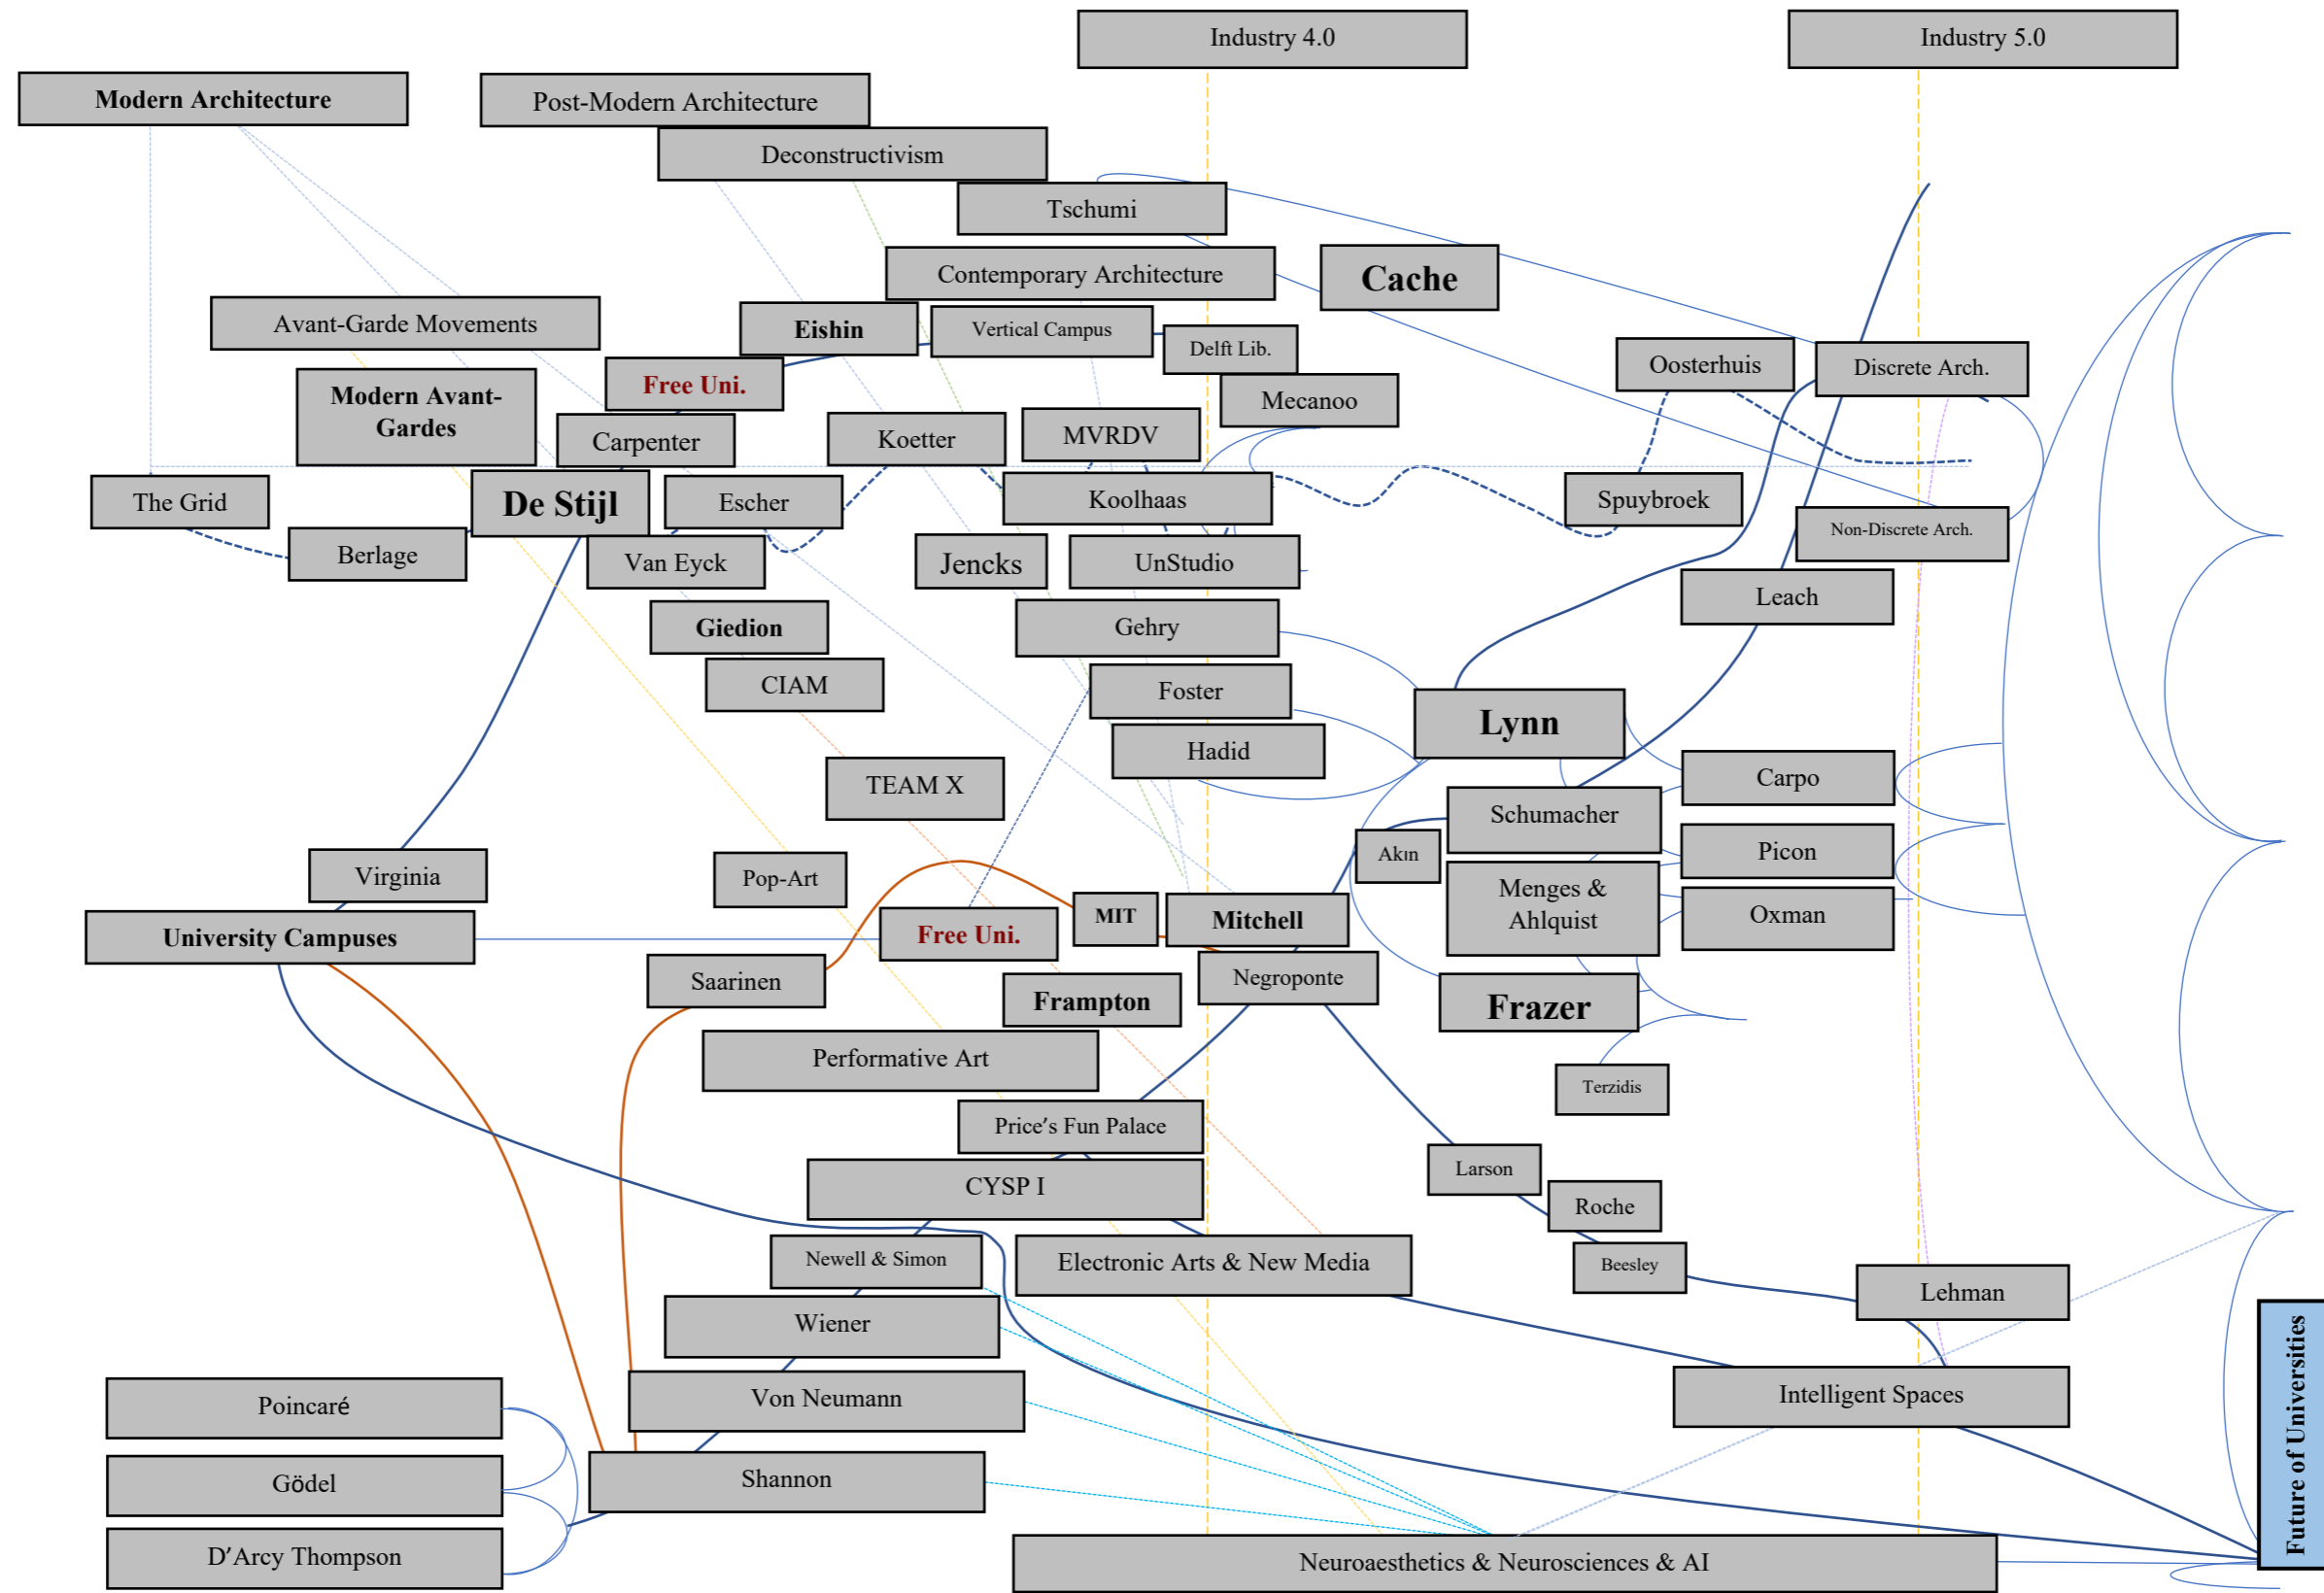 Industry 4.0
Industry 5.0
Modern Architecture
Post-Modern Architecture
Deconstructivism
Tschumi
Contemporary Architecture
Cache
Avant-Garde Movements
Eishin
Vertical Campus
Delft Lib.
Oosterhuis
Discrete Arch.
Free Uni.
Modern Avant-
Gardes
Mecanoo
Carpenter
Koetter
MVRDV
The Grid
De Stijl
Escher
Koolhaas
Spuybroek
Non-Discrete Arch.
Berlage
Van Eyck
Jencks
UnStudio
Leach
Giedion
Gehry
CIAM
Foster
Lynn
Hadid
Carpo
TEAM X
Schumacher
Akın
Picon
Virginia
Pop-Art
Menges &
Ahlquist
Oxman
University Campuses
Free Uni.
MIT
Mitchell
Saarinen
Negroponte
Frampton
Frazer
Performative Art
Terzidis
Price's Fun Palace
Larson
CYSP I
Roche
Newell & Simon
Electronic Arts & New Media
Beesley
Lehman
Wiener
Von Neumann
Intelligent Spaces
Poincaré
Future of Universities
Gödel
Shannon
D'Arcy Thompson
Neuroaesthetics & Neurosciences & AI